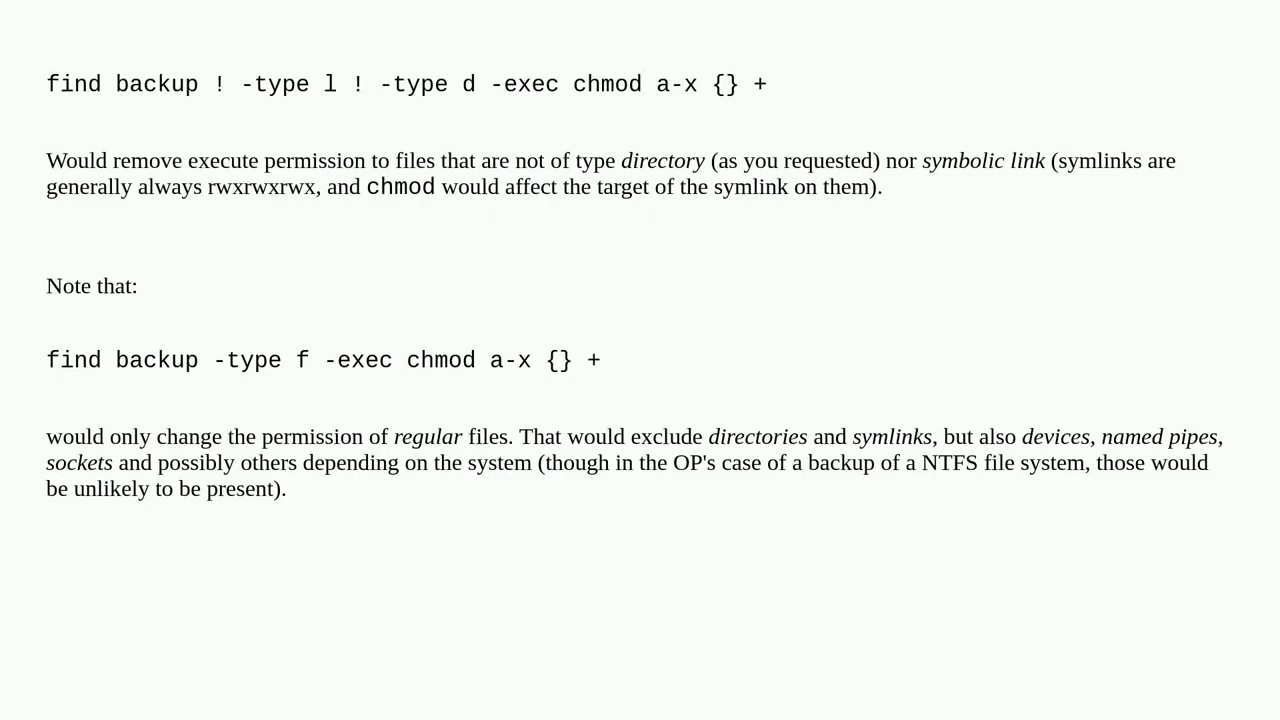 find backup ! -type l ! -type d -exec chmod a-x {} +
Would remove execute permission to files that are not of type directory (as you requested) nor symbolic link (symlinks are
generally always rwxrwxrwx, and chmod would affect the target of the symlink on them).
Note that:
find backup -type f -exec chmod a-x {} +
would only change the permission of regular files. That would exclude directories and symlinks, but also devices, named pipes,
sockets and possibly others depending on the system (though in the OP's case of a backup of a NTFS file system, those would
be unlikely to be present).